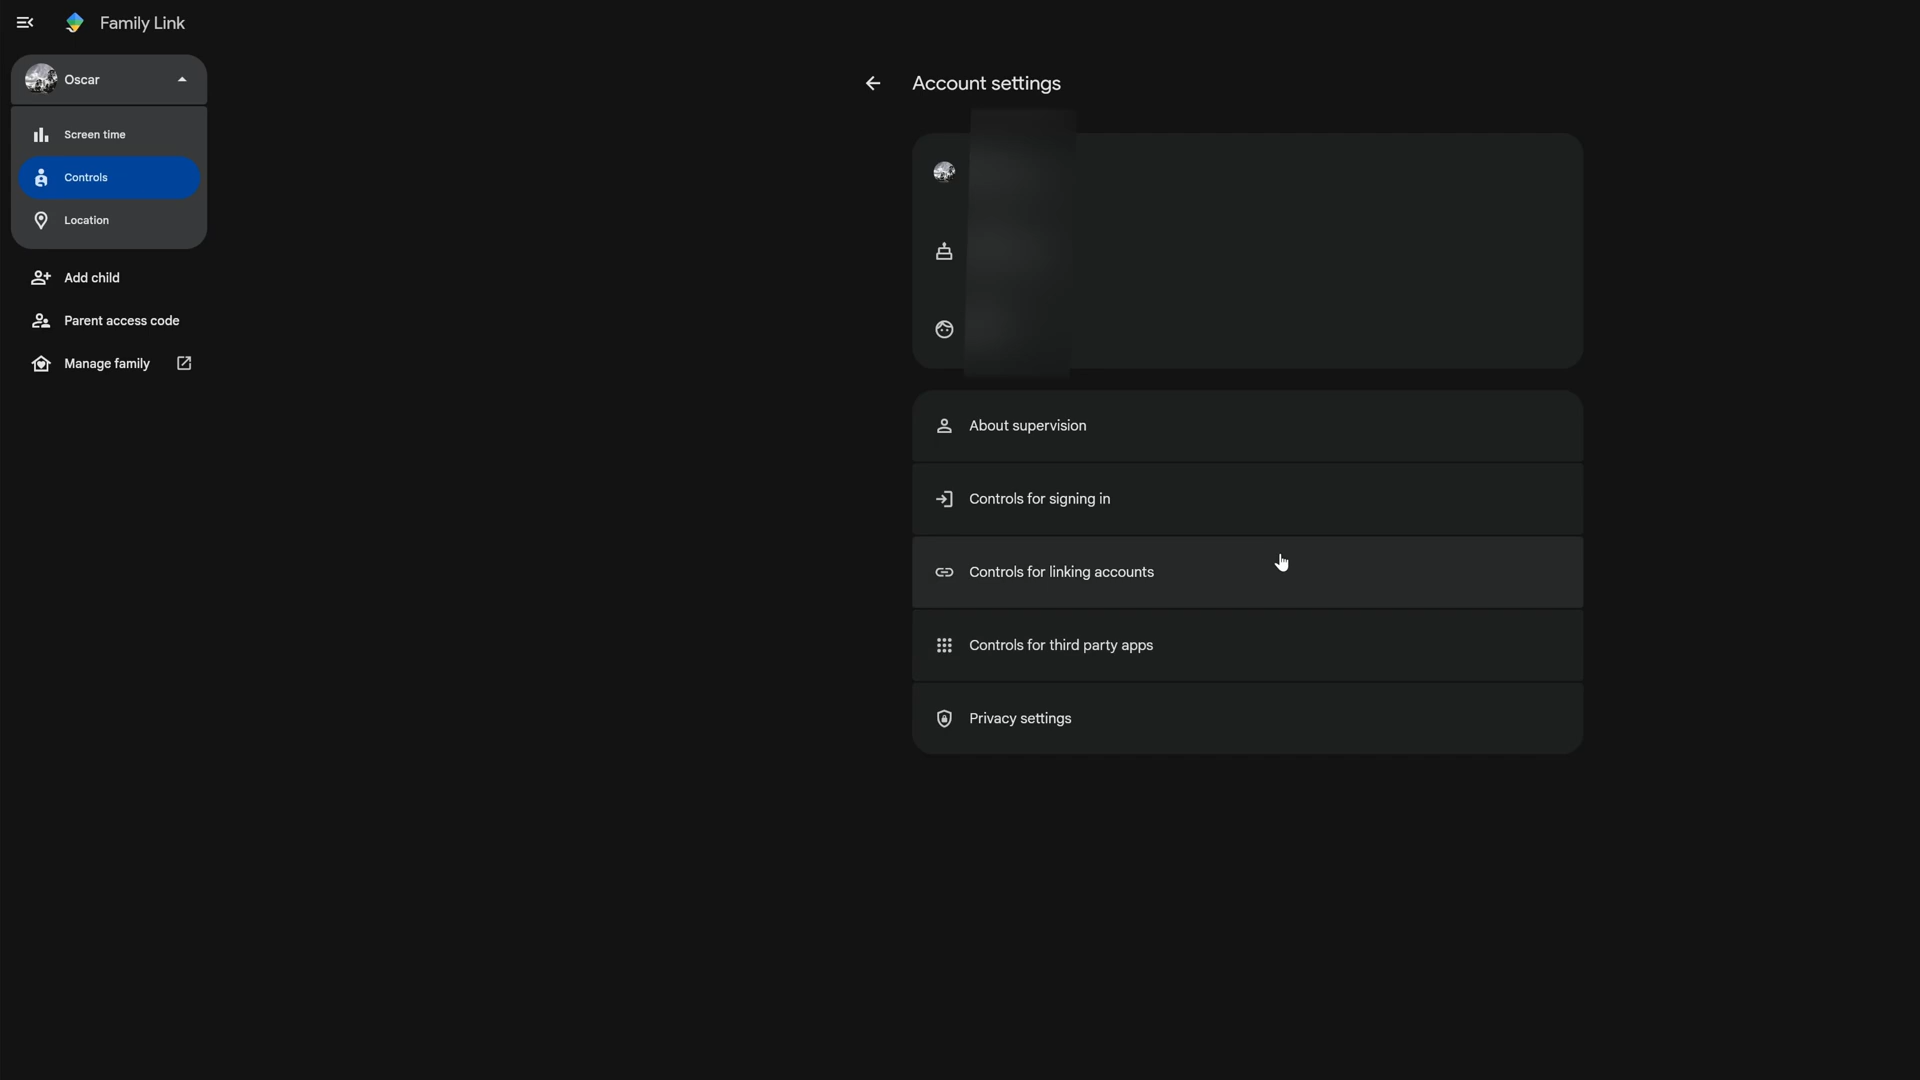 Family Link
Oscar
Screen time
Controls
Location
Add child
Parent access code
Manage family
Account settings
About supervision
Controls for signing in
Controls for linking accounts
Controls for third party apps
Privacy settings